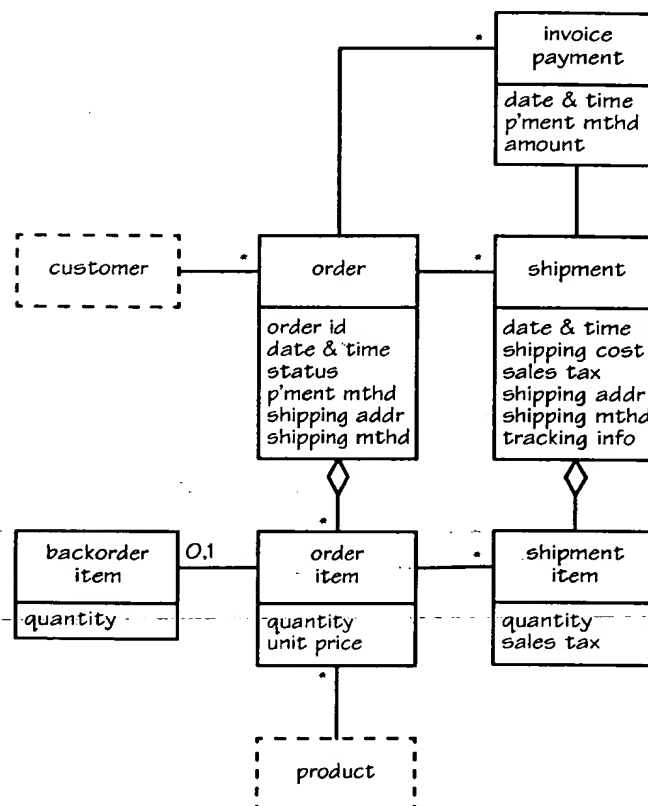 *
invoice
payment
date & time
p'ment mthd
amount
customer
*
order
*
shipment
order id
date & time
status
p'ment mthd
shipping addr
shipping mthd
date & time
shipping cost
sales tax
shipping addr
shipping mthd
tracking info
*
backorder
item
0,1
order
item
*
shipment
item
quantity
quantity
unit price
quantity
sales tax
*
product